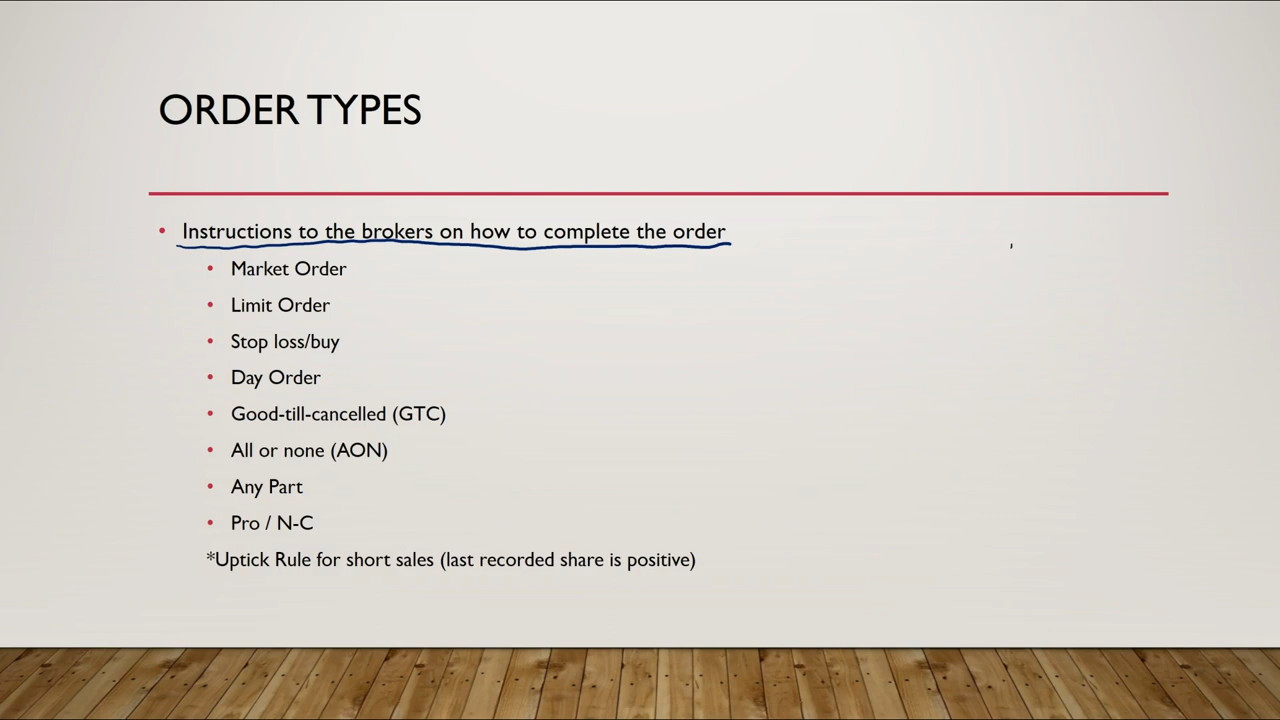 ORDER TYPES
• Instructions to the brokers on how to complete the order
• Market Order
• Limit Order
• Stop loss/buy
• Day Order
• Good-till-cancelled (GTC)
• All or none (AON)
• Any Part
• Pro / N-C
*Uptick Rule for short sales (last recorded share is positive)